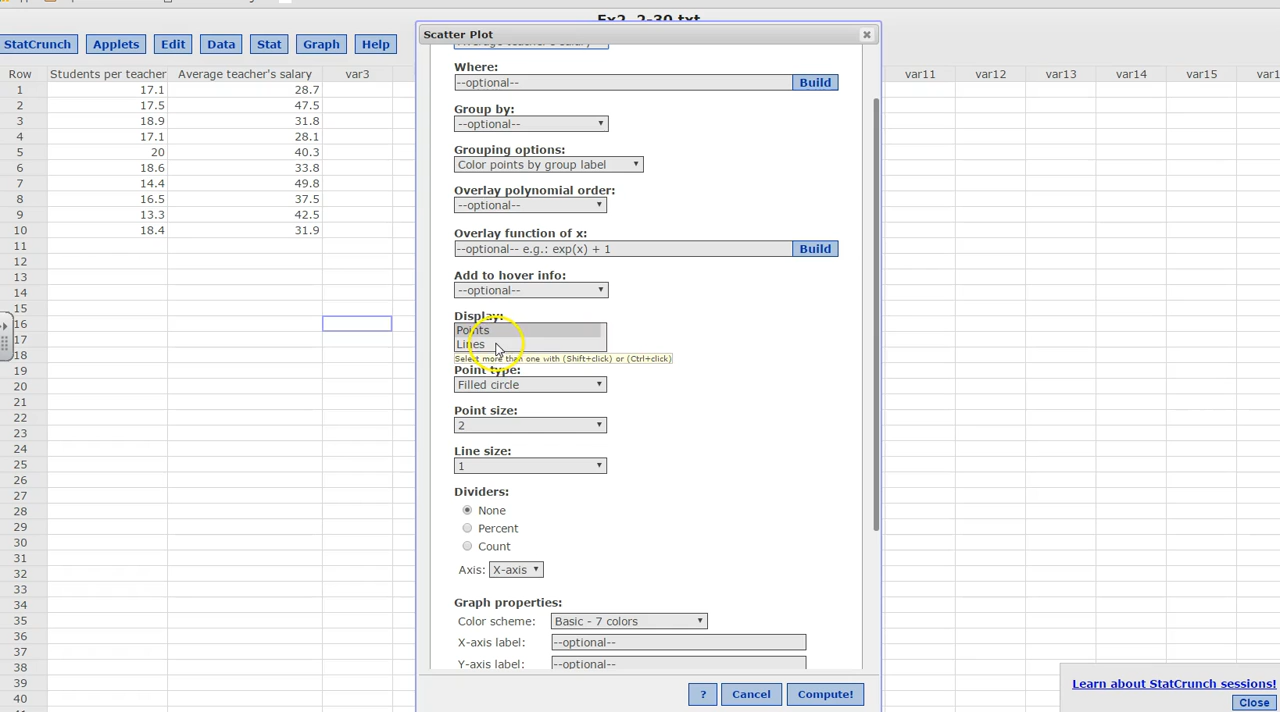 Ex2_2-30.txt
Scatter Plot
StatCrunch Applets Edit Data Stat Graph Help
Average teacher's salary
Row Students per teacher Average teacher's salary var3 var11 var12 var13 var14 var15
Where:
--optional-- Build
1 17.1 28.7
2 17.5 47.5
3 18.9 31.8
4 17.1 28.1
5 20 40.3
6 18.6 33.8
7 14.4 49.8
8 16.5 37.5
9 13.3 42.5
10 18.4 31.9
11
12
13
14
15
16
17
18
19
20
21
22
23
24
25
26
27
28
29
30
31
32
33
34
35
36
37
38
39
40
Group by:
--optional--
Grouping options:
Color points by group label
Overlay polynomial order:
--optional--
Overlay function of x:
--optional-- e.g.: exp(x) + 1 Build
Add to hover info:
--optional--
Display:
Points
Lines
Select more than one with (Shift+click) or (Ctrl+click)
Point type:
Filled circle
Point size:
2
Line size:
1
Dividers:
None
Percent
Count
Axis: X-axis
Graph properties:
Color scheme: Basic - 7 colors
X-axis label: --optional--
Y-axis label: --optional--
? Cancel Compute!
Learn about StatCrunch sessions!
Close